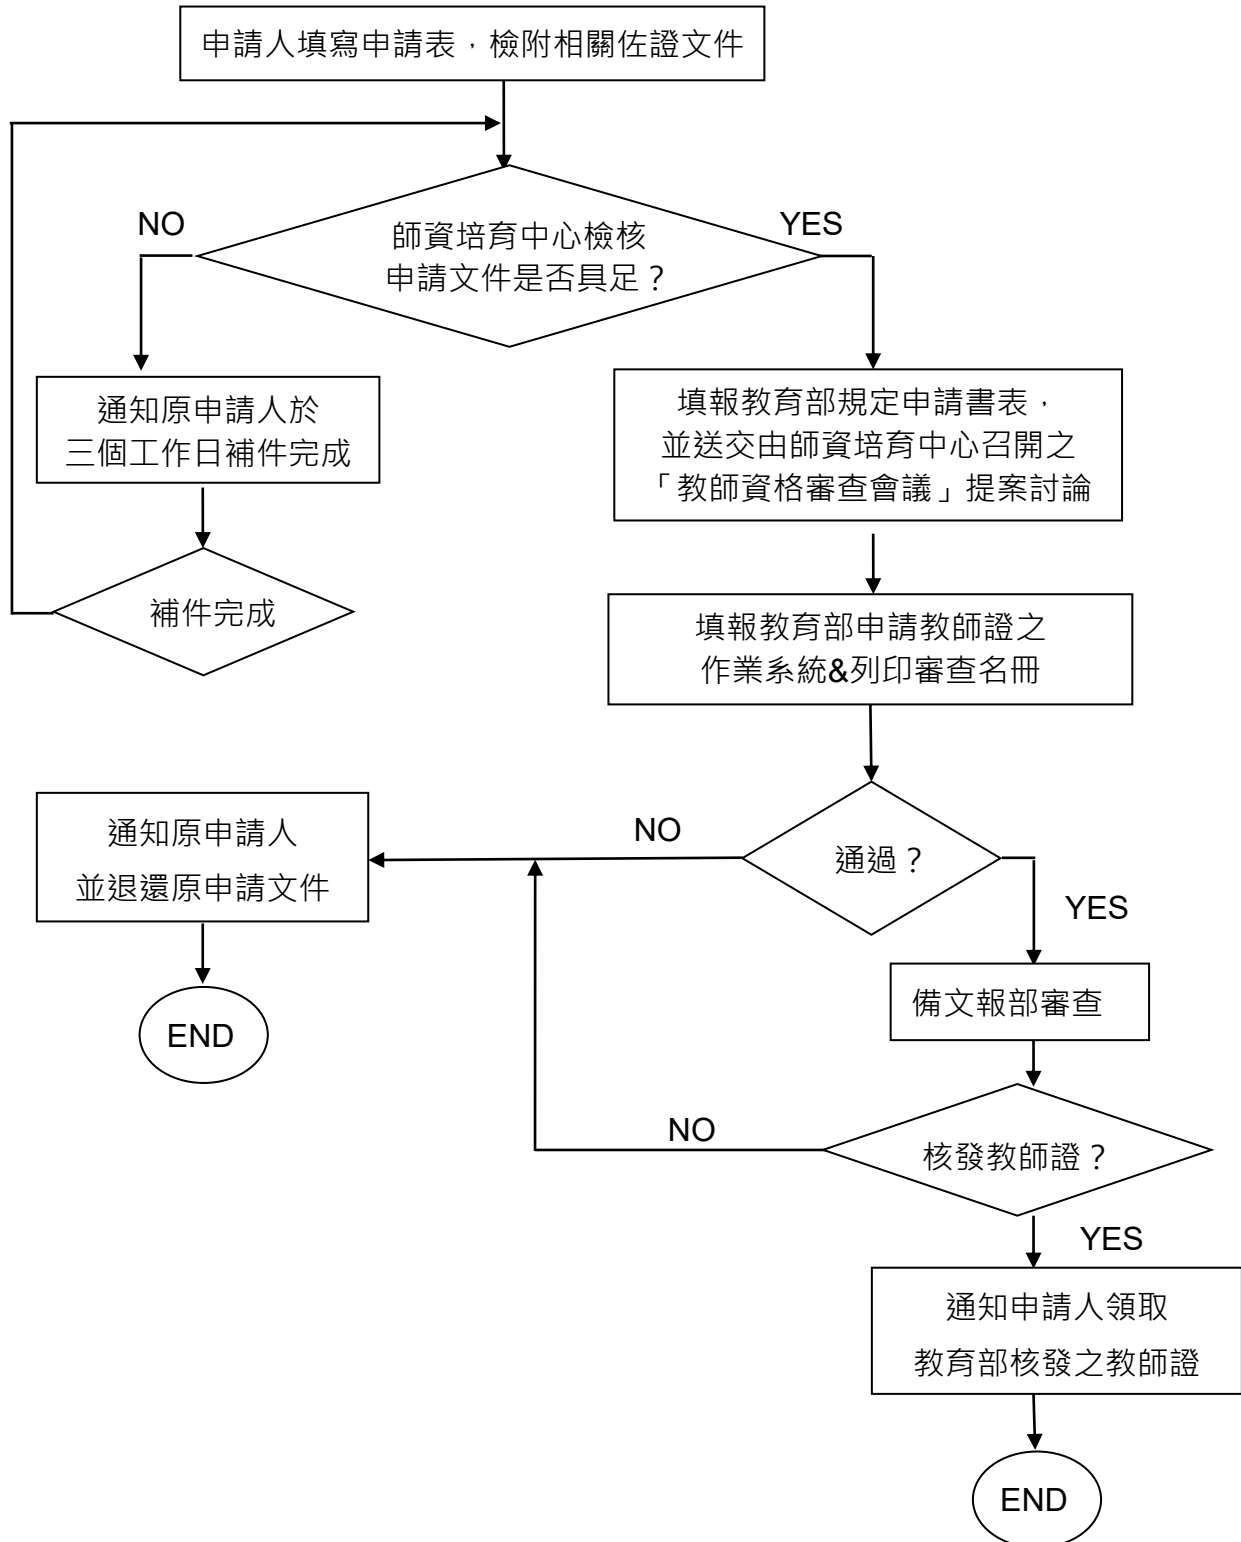 申請人填寫申請表，檢附相關佐證文件
NO
YES
師資培育中心檢核
申請文件是否具足？
通知原申請人於
三個工作日補件完成
填報教育部規定申請書表，
並送交由師資培育中心召開之
「教師資格審查會議」提案討論
補件完成
填報教育部申請教師證之
作業系統&列印審查名冊
通知原申請人
並退還原申請文件
NO
通過？
YES
END
備文報部審查
NO
核發教師證？
YES
通知申請人領取
教育部核發之教師證
END